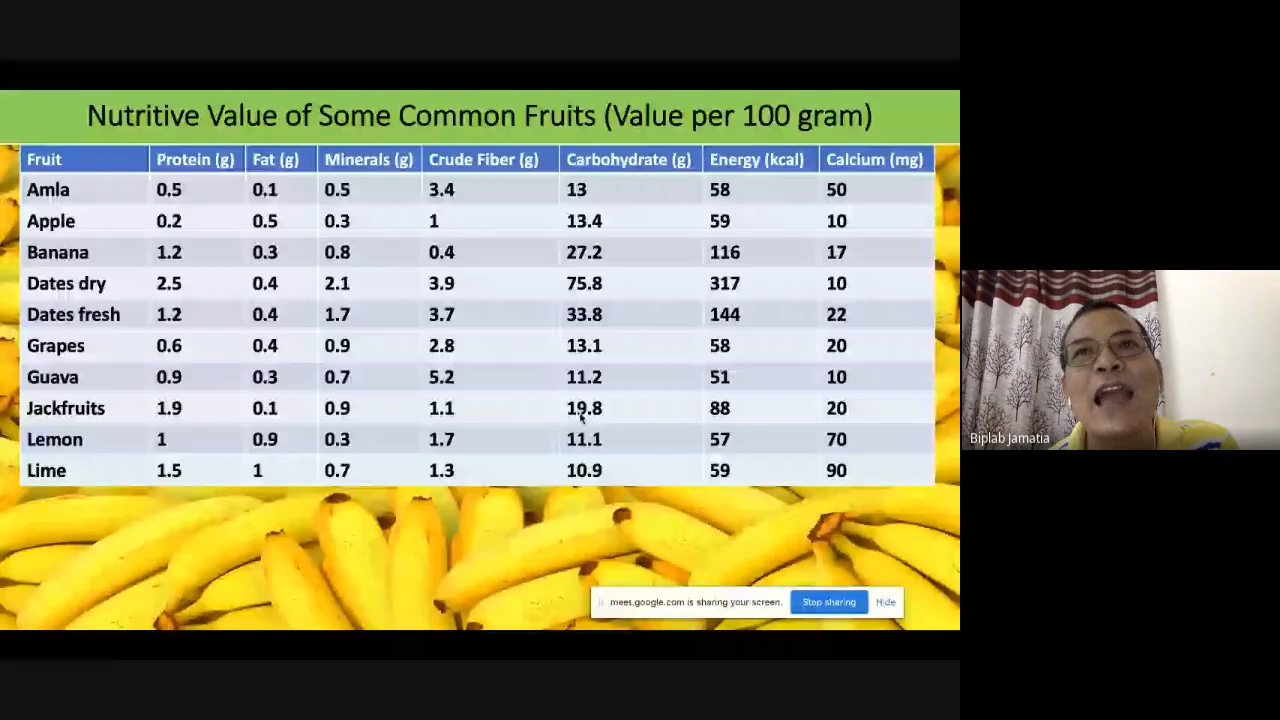 Nutritive Value of Some Common Fruits (Value per 100 gram)
Fruit Protein (g) Fat (g) Minerals (g) Crude Fiber (g) Carbohydrate (g) Energy (kcal) Calcium (mg)
Amla 0.5 0.1 0.5 3.4 13 58 50
Apple 0.2 0.5 0.3 1 13.4 59 10
Banana 1.2 0.3 0.8 0.4 27.2 116 17
Dates dry 2.5 0.4 2.1 3.9 75.8 317 10
Dates fresh 1.2 0.4 1.7 3.7 33.8 144 22
Grapes 0.6 0.4 0.9 2.8 13.1 58 20
Guava 0.9 0.3 0.7 5.2 11.2 51 10
Jackfruits 1.9 0.1 0.9 1.1 19.8 88 20
Lemon 1 0.9 0.3 1.7 11.1 57 70
Lime 1.5 1 0.7 1.3 10.9 59 90
Biplab Jamatia
meet.google.com is sharing your screen. Stop sharing Hide